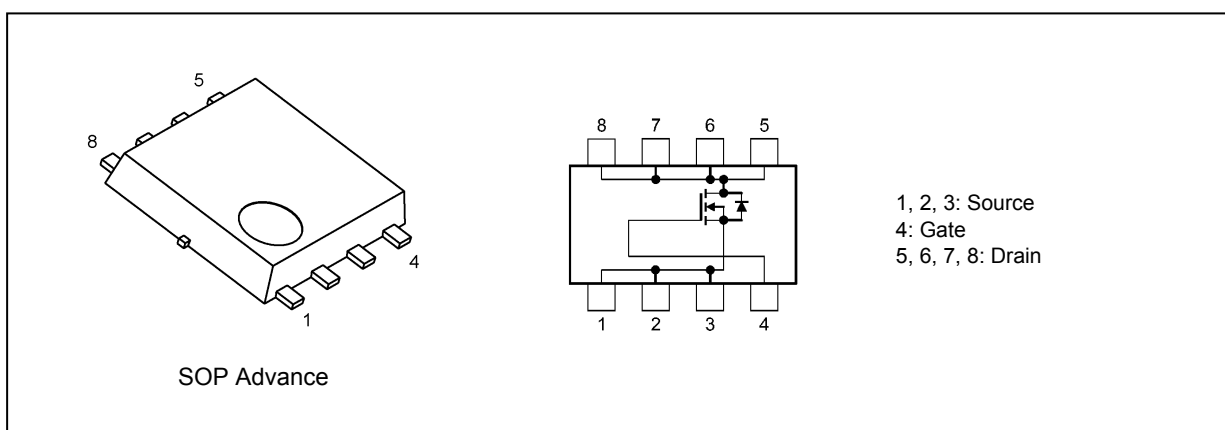 5
8
4
1
SOP Advance
8 7 6 5
1 2 3 4
1, 2, 3: Source
4: Gate
5, 6, 7, 8: Drain